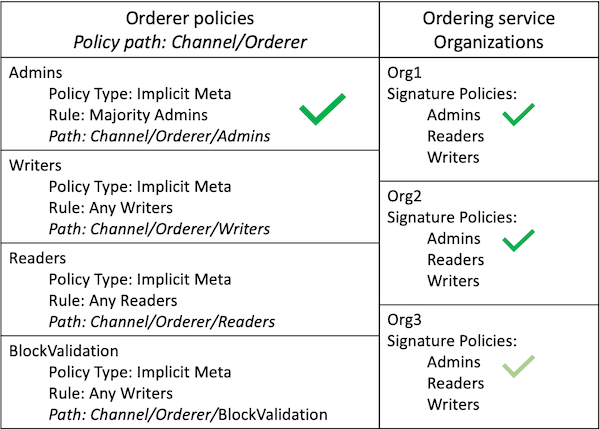 Orderer policies
Policy path: Channel/Orderer
Admins
Policy Type: Implicit Meta
Rule: Majority Admins
Path: Channel/Orderer/Admins
Writers
Policy Type: Implicit Meta
Rule: Any Writers
Path: Channel/Orderer/Writers
Readers
Policy Type: Implicit Meta
Rule: Any Readers
Path: Channel/Orderer/Readers
BlockValidation
Policy Type: Implicit Meta
Rule: Any Writers
Path: Channel/Orderer/BlockValidation
Ordering service
Organizations
Org1
Signature Policies:
Admins
Readers
Writers
Org2
Signature Policies:
Admins
Readers
Writers
Org3
Signature Policies:
Admins
Readers
Writers